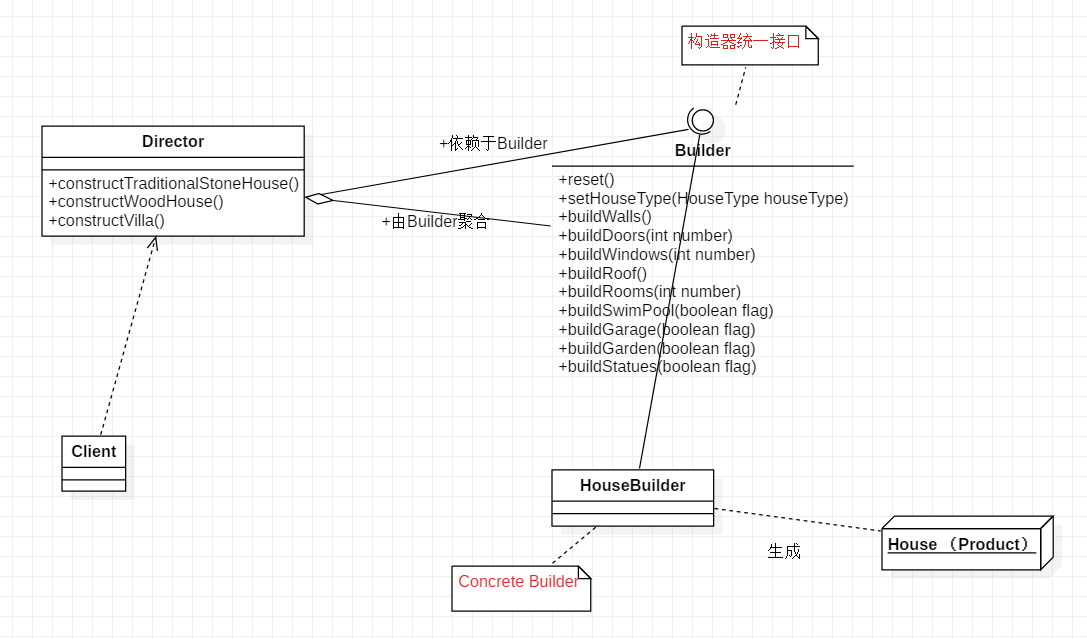 构造器统一接口
Director
+constructTraditionalStoneHouse()
+constructWoodHouse()
+constructVilla()
+依赖于Builder
+由Builder聚合
Builder
+reset()
+setHouseType(HouseType houseType)
+buildWalls()
+buildDoors(int number)
+buildWindows(int number)
+buildRoof()
+buildRooms(int number)
+buildSwimPool(boolean flag)
+buildGarage(boolean flag)
+buildGarden(boolean flag)
+buildStatues(boolean flag)
Client
HouseBuilder
生成
House （Product）
Concrete Builder